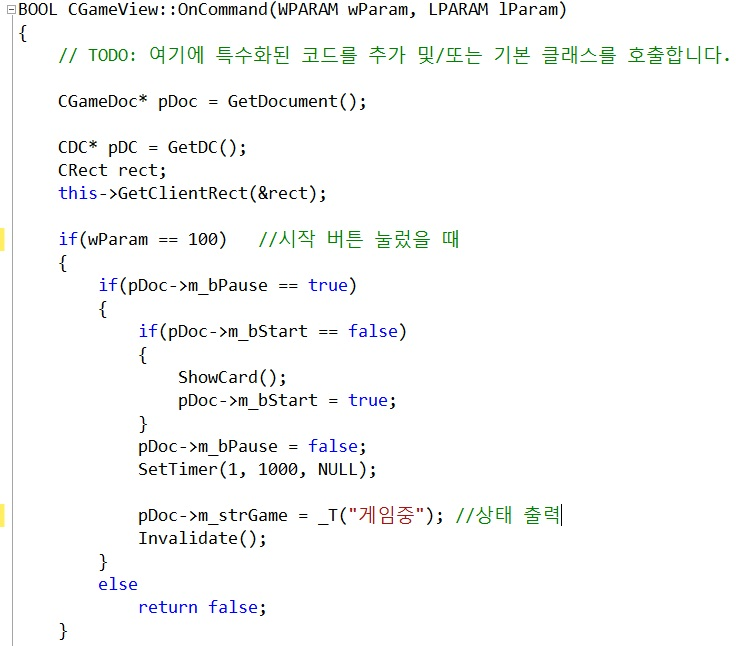 BOOL CGameView::OnCommand(WPARAM wParam, LPARAM lParam)
{
    // TODO: 여기에 특수화된 코드를 추가 및/또는 기본 클래스를 호출합니다.

    CGameDoc* pDoc = GetDocument();

    CDC* pDC = GetDC();
    CRect rect;
    this->GetClientRect(&rect);

    if(wParam == 100)   //시작 버튼 눌렀을 때
    {
        if(pDoc->m_bPause == true)
        {
            if(pDoc->m_bStart == false)
            {
                ShowCard();
                pDoc->m_bStart = true;
            }
            pDoc->m_bPause = false;
            SetTimer(1, 1000, NULL);

            pDoc->m_strGame = _T("게임중"); //상태 출력
            Invalidate();
        }
        else
            return false;
    }